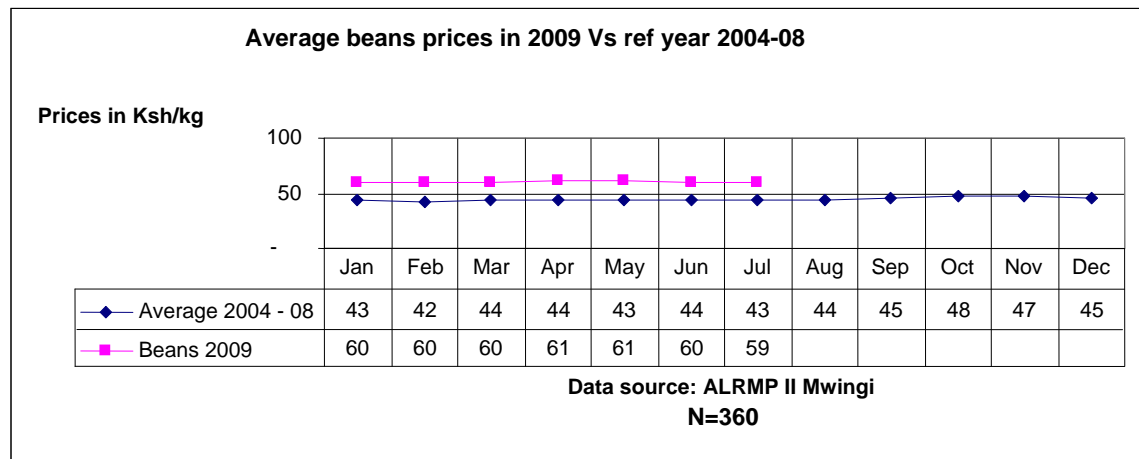 Average beans prices in 2009 Vs ref year 2004-08
Prices in Ksh/kg
100
50
-
Jan Feb Mar Apr May Jun Jul Aug Sep Oct Nov Dec
Average 2004 - 08 43 42 44 44 43 44 43 44 45 48 47 45
Beans 2009 60 60 60 61 61 60 59
Data source: ALRMP II Mwingi
N=360